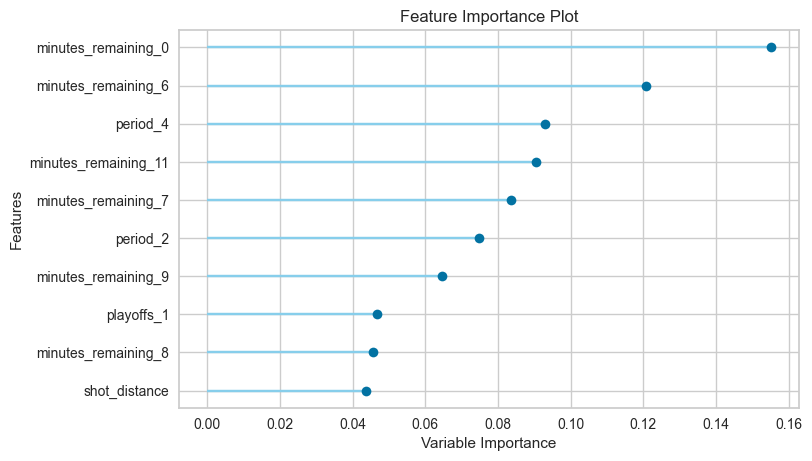 Feature Importance Plot
Features
minutes_remaining_0
minutes_remaining_6
period_4
minutes_remaining_11
minutes_remaining_7
period_2
minutes_remaining_9
playoffs_1
minutes_remaining_8
shot_distance
0.00 0.02 0.04 0.06 0.08 0.10 0.12 0.14 0.16
Variable Importance